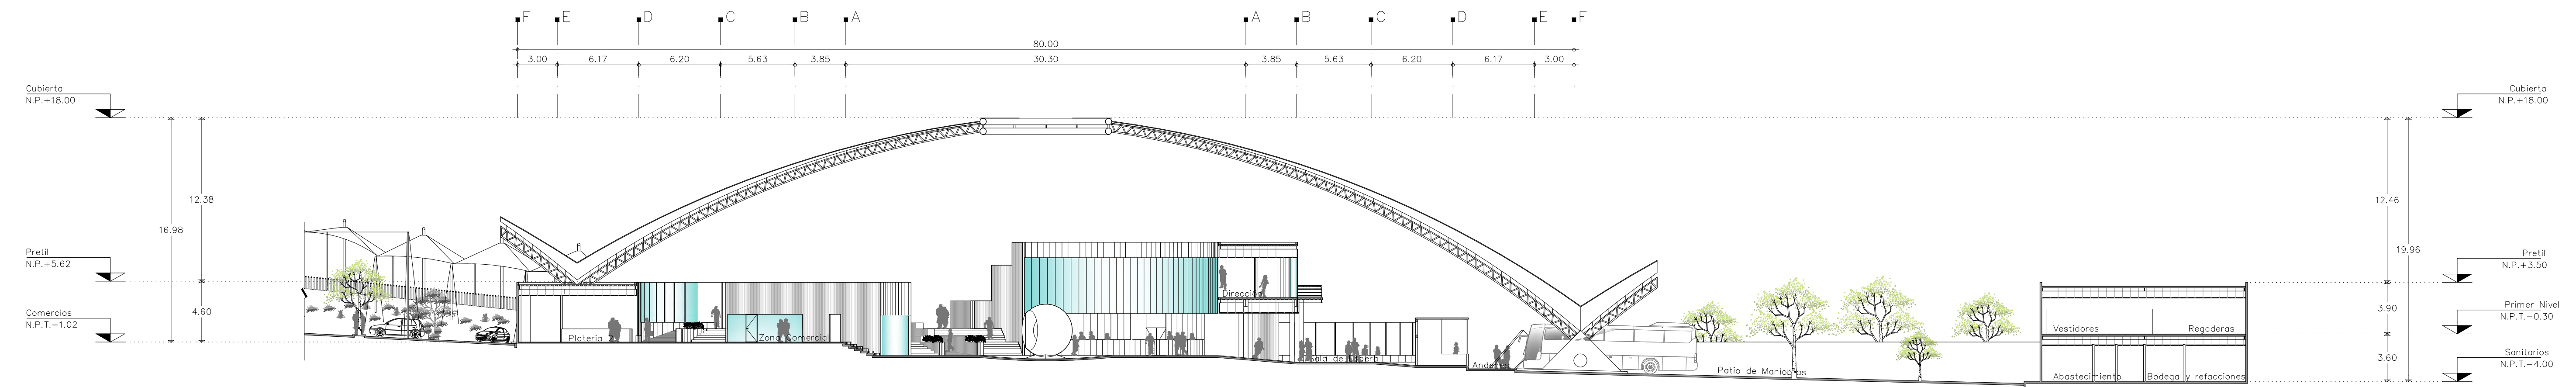 F E D C B A A B C D E F
80.00
3.00 6.17 6.20 5.63 3.85 30.30 3.85 5.63 6.20 6.17 3.00
Cubierta
N.P.+18.00
Cubierta
N.P.+18.00
12.38
16.98
12.46
19.96
Pretil
N.P.+5.62
Pretil
N.P.+3.50
Dirección
4.60
3.90
Comercios
N.P.T.-1.02
Primer Nivel
N.P.T.-0.30
Vestidores Regaderas
Platería Zona Comercial
Sala de Espera
Andenes
Patio de Maniobras
3.60
Sanitarios
N.P.T.-4.00
Abastecimiento Bodega y refacciones